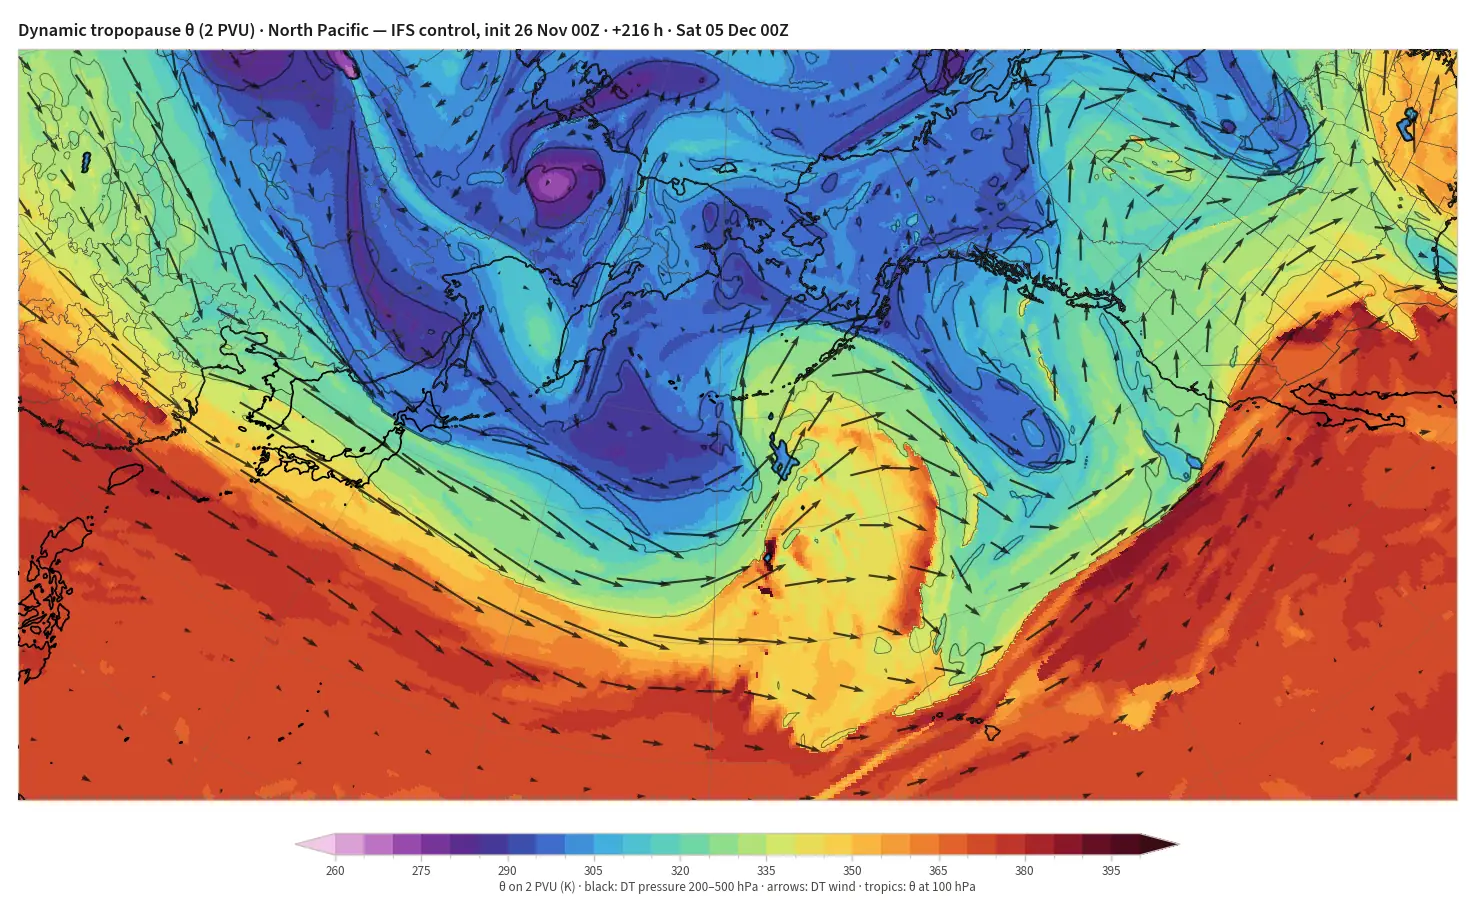 Dynamic tropopause θ (2 PVU) · North Pacific — IFS control, init 26 Nov 00Z · +216 h · Sat 05 Dec 00Z
260 275 290 305 320 335 350 365 380 395
θ on 2 PVU (K) · black: DT pressure 200–500 hPa · arrows: DT wind · tropics: θ at 100 hPa